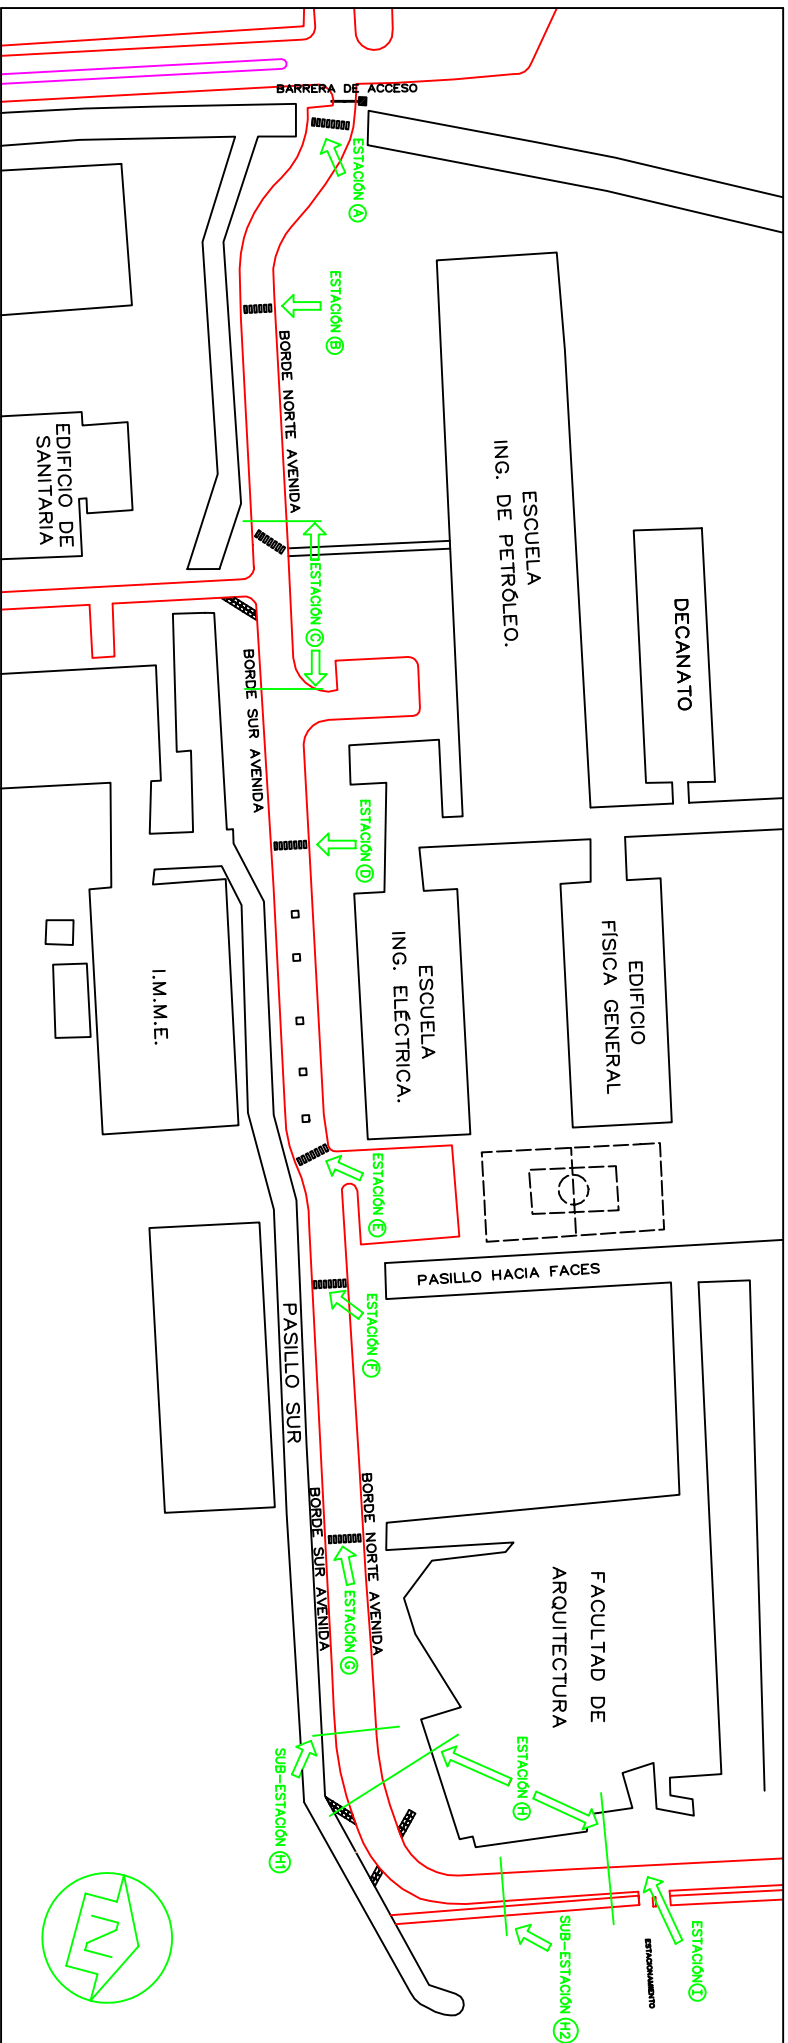 BARRERA DE ACCESO
ESTACIÓN A
ESTACIÓN B
BORDE NORTE AVENIDA
ESCUELA
ING. DE PETRÓLEO.
EDIFICIO DE
SANITARIA
DECANATO
ESTACIÓN C
BORDE SUR AVENIDA
ESTACIÓN D
ESCUELA
ING. ELÉCTRICA.
EDIFICIO
FÍSICA GENERAL
I.M.M.E.
ESTACIÓN E
PASILLO HACIA FACES
ESTACIÓN F
PASILLO SUR
BORDE NORTE AVENIDA
BORDE SUR AVENIDA
ESTACIÓN G
FACULTAD DE
ARQUITECTURA
ESTACIÓN H
SUB-ESTACIÓN H1
SUB-ESTACIÓN H2
ESTACIÓN I
ESTACIONAMIENTO
N